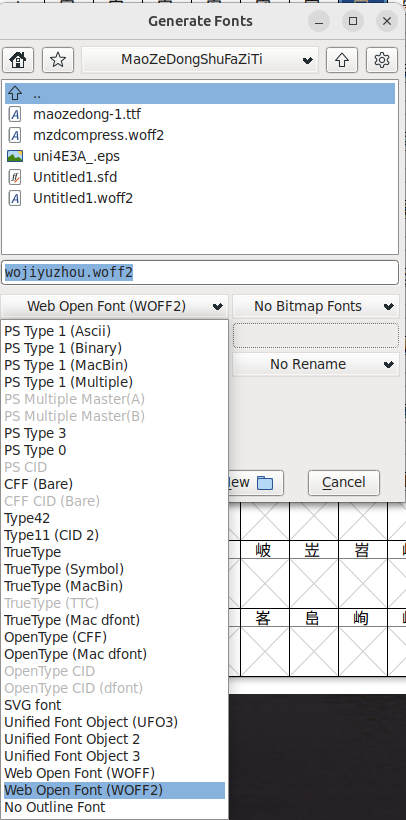 Generate Fonts
MaoZeDongShuFaZiTi
..
maozedong-1.ttf
mzdcompress.woff2
uni4E3A_.eps
Untitled1.sfd
Untitled1.woff2
wojiyuzhou.woff2
Web Open Font (WOFF2) No Bitmap Fonts
No Rename
PS Type 1 (Ascii)
PS Type 1 (Binary)
PS Type 1 (MacBin)
PS Type 1 (Multiple)
PS Multiple Master(A)
PS Multiple Master(B)
PS Type 3
PS Type 0
PS CID
CFF (Bare)
CFF CID (Bare)
Type42
Type11 (CID 2)
TrueType
TrueType (Symbol)
TrueType (MacBin)
TrueType (TTC)
TrueType (Mac dfont)
OpenType (CFF)
OpenType (Mac dfont)
OpenType CID
OpenType CID (dfont)
SVG font
Unified Font Object (UFO3)
Unified Font Object 2
Unified Font Object 3
Web Open Font (WOFF)
Web Open Font (WOFF2)
No Outline Font
ew Cancel
岥 岦 岧
峉 峊 峋